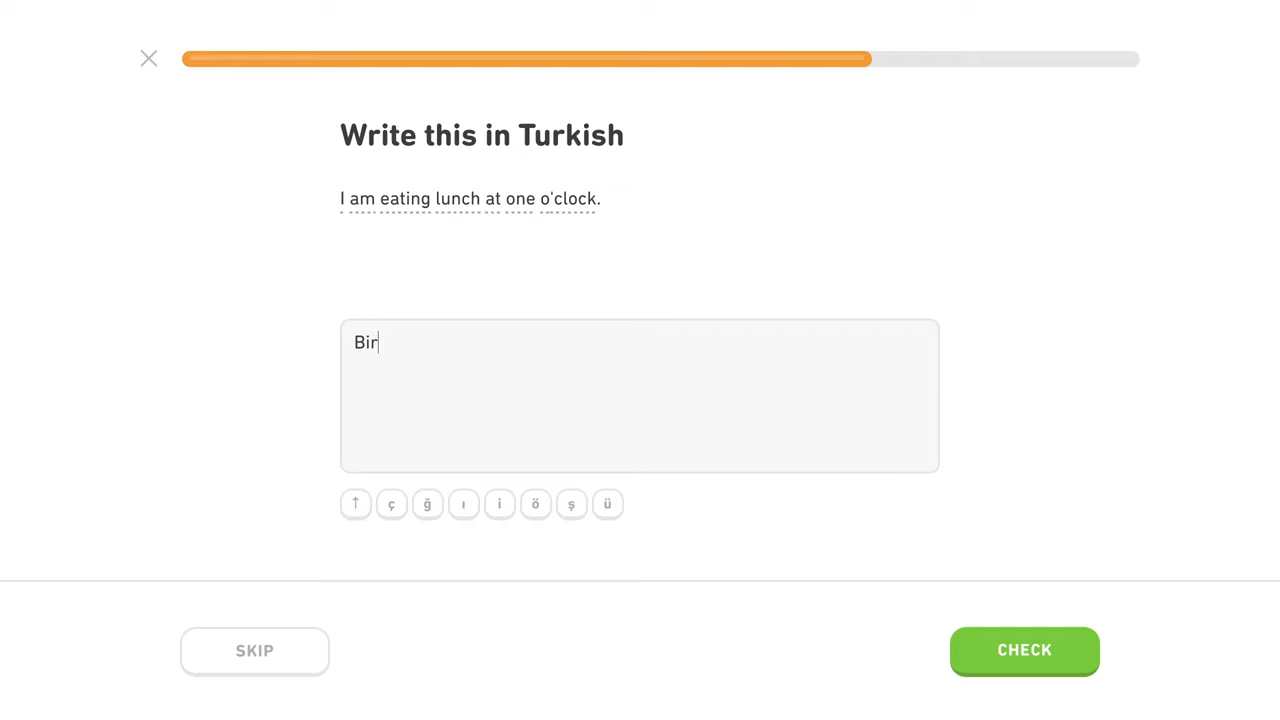 Write this in Turkish
I am eating lunch at one o'clock.
Bir
↑ ç ğ ı i ö ş ü
SKIP
CHECK